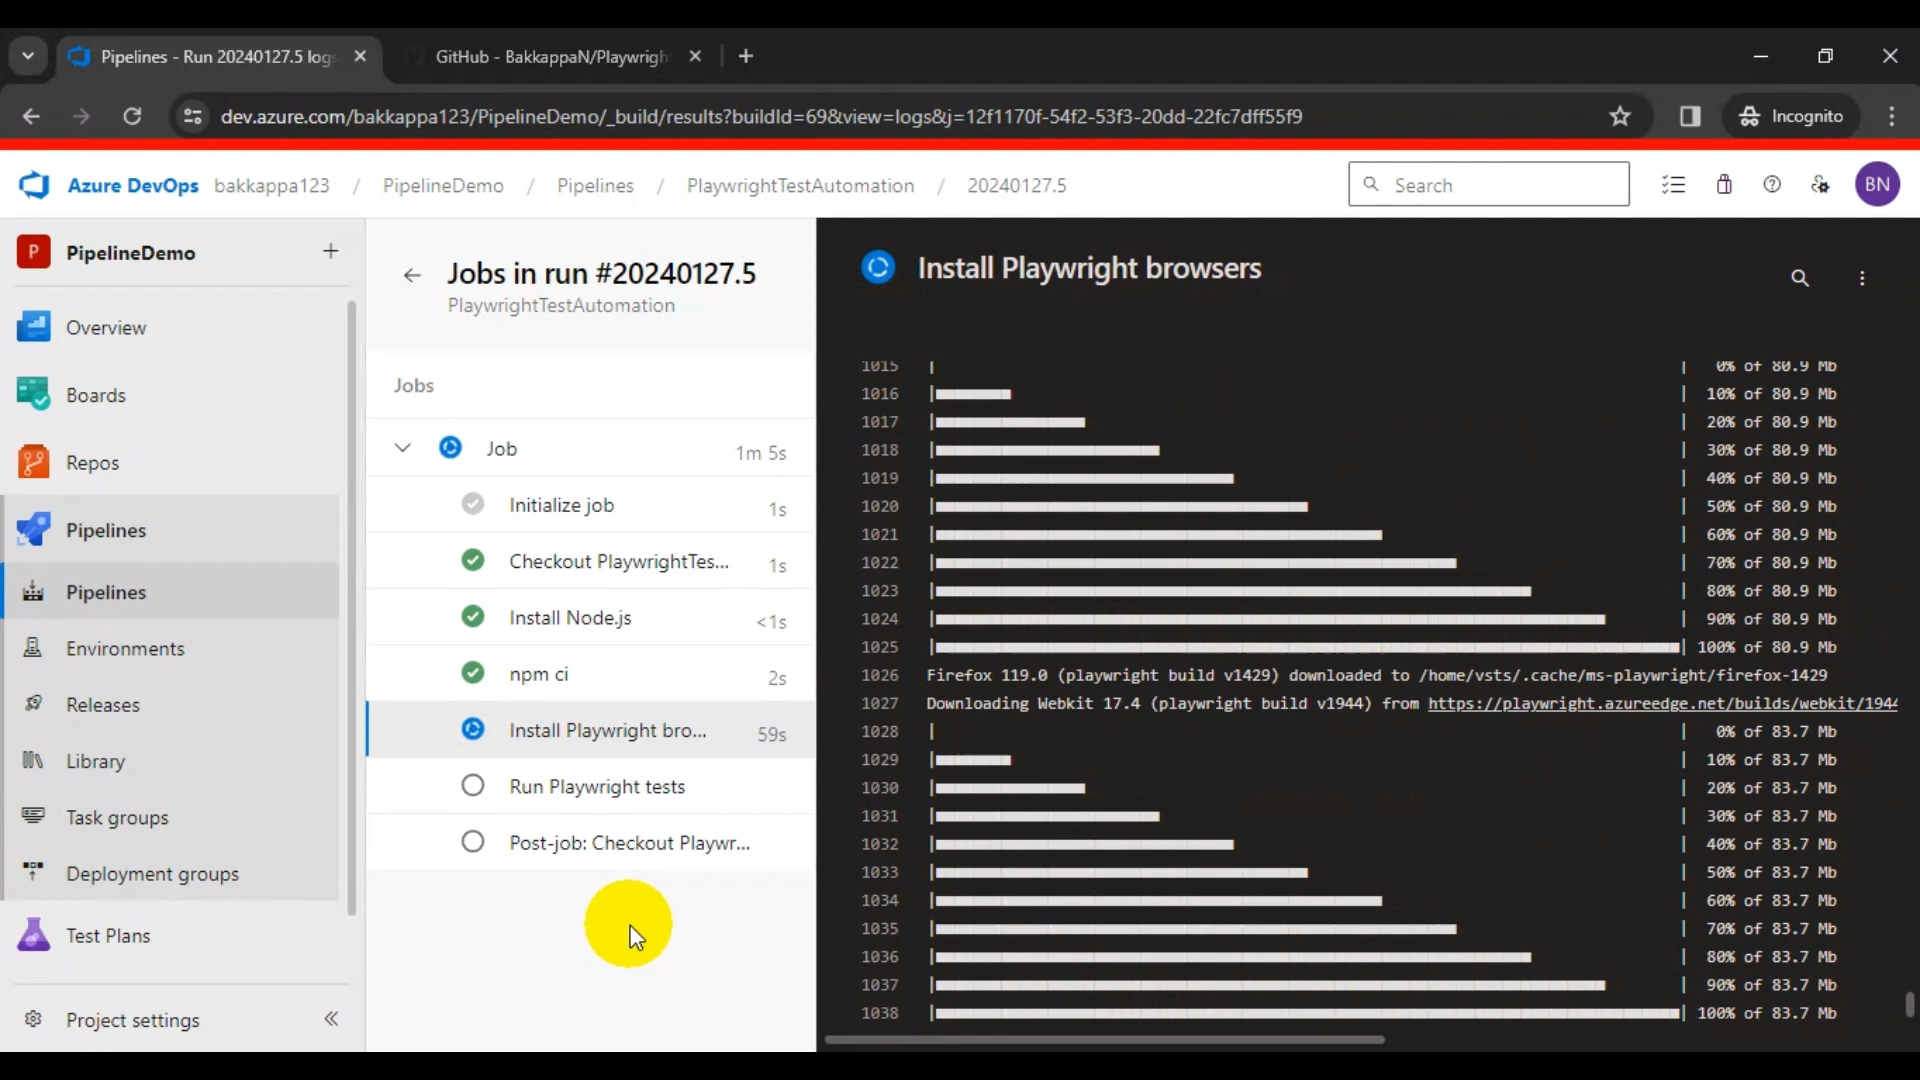 Pipelines - Run 20240127.5 log
GitHub - BakkappaN/Playwrigh
dev.azure.com/bakkappa123/PipelineDemo/_build/results?buildId=69&view=logs&j=12f1170f-54f2-53f3-20dd-22fc7dff55f9
Incognito
Azure DevOps bakkappa123 / PipelineDemo / Pipelines / PlaywrightTestAutomation / 20240127.5
Search
BN
P PipelineDemo
Overview
Boards
Repos
Pipelines
Pipelines
Environments
Releases
Library
Task groups
Deployment groups
Test Plans
Project settings
Jobs in run #20240127.5
PlaywrightTestAutomation
Jobs
Job 1m 5s
Initialize job 1s
Checkout PlaywrightTes... 1s
Install Node.js <1s
npm ci 2s
Install Playwright bro... 59s
Run Playwright tests
Post-job: Checkout Playwr...
Install Playwright browsers
1015 | | 0% of 80.9 Mb
1016 | | 10% of 80.9 Mb
1017 | | 20% of 80.9 Mb
1018 | | 30% of 80.9 Mb
1019 | | 40% of 80.9 Mb
1020 | | 50% of 80.9 Mb
1021 | | 60% of 80.9 Mb
1022 | | 70% of 80.9 Mb
1023 | | 80% of 80.9 Mb
1024 | | 90% of 80.9 Mb
1025 | | 100% of 80.9 Mb
1026 Firefox 119.0 (playwright build v1429) downloaded to /home/vsts/.cache/ms-playwright/firefox-1429
1027 Downloading Webkit 17.4 (playwright build v1944) from https://playwright.azureedge.net/builds/webkit/1944
1028 | | 0% of 83.7 Mb
1029 | | 10% of 83.7 Mb
1030 | | 20% of 83.7 Mb
1031 | | 30% of 83.7 Mb
1032 | | 40% of 83.7 Mb
1033 | | 50% of 83.7 Mb
1034 | | 60% of 83.7 Mb
1035 | | 70% of 83.7 Mb
1036 | | 80% of 83.7 Mb
1037 | | 90% of 83.7 Mb
1038 | | 100% of 83.7 Mb